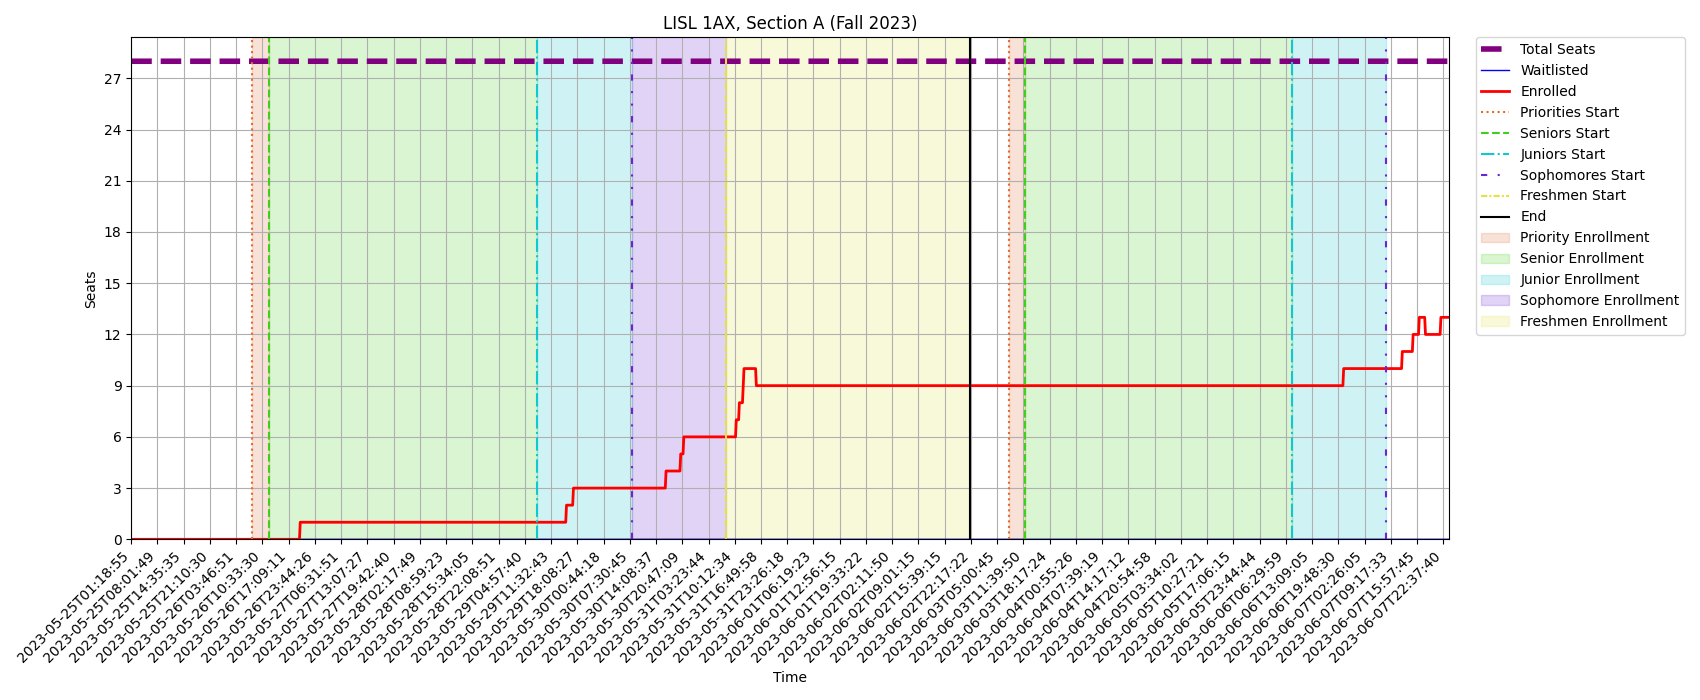 LISL 1AX, Section A (Fall 2023)
Seats
27
24
21
18
15
12
9
6
3
0
2023-05-25T01:18:55
2023-05-25T08:01:49
2023-05-25T14:35:35
2023-05-25T21:10:30
2023-05-26T03:46:51
2023-05-26T10:33:30
2023-05-26T17:09:11
2023-05-26T23:44:26
2023-05-27T06:31:51
2023-05-27T13:07:27
2023-05-27T19:42:40
2023-05-28T02:17:49
2023-05-28T08:59:23
2023-05-28T15:34:05
2023-05-28T22:08:51
2023-05-29T04:57:40
2023-05-29T11:32:43
2023-05-29T18:08:27
2023-05-30T00:44:18
2023-05-30T07:30:45
2023-05-30T14:08:37
2023-05-30T20:47:09
2023-05-31T03:23:44
2023-05-31T10:12:34
2023-05-31T16:49:58
2023-05-31T23:26:18
2023-06-01T06:19:23
2023-06-01T12:56:15
2023-06-01T19:33:22
2023-06-02T02:11:50
2023-06-02T09:01:15
2023-06-02T15:39:15
2023-06-02T22:17:22
2023-06-03T05:00:45
2023-06-03T11:39:50
2023-06-03T18:17:24
2023-06-04T00:55:26
2023-06-04T07:39:19
2023-06-04T14:17:12
2023-06-04T20:54:58
2023-06-05T03:34:02
2023-06-05T10:27:21
2023-06-05T17:06:15
2023-06-05T23:44:44
2023-06-06T06:29:59
2023-06-06T13:09:05
2023-06-06T19:48:30
2023-06-07T02:26:05
2023-06-07T09:17:33
2023-06-07T15:57:45
2023-06-07T22:37:40
Time
Total Seats
Waitlisted
Enrolled
Priorities Start
Seniors Start
Juniors Start
Sophomores Start
Freshmen Start
End
Priority Enrollment
Senior Enrollment
Junior Enrollment
Sophomore Enrollment
Freshmen Enrollment